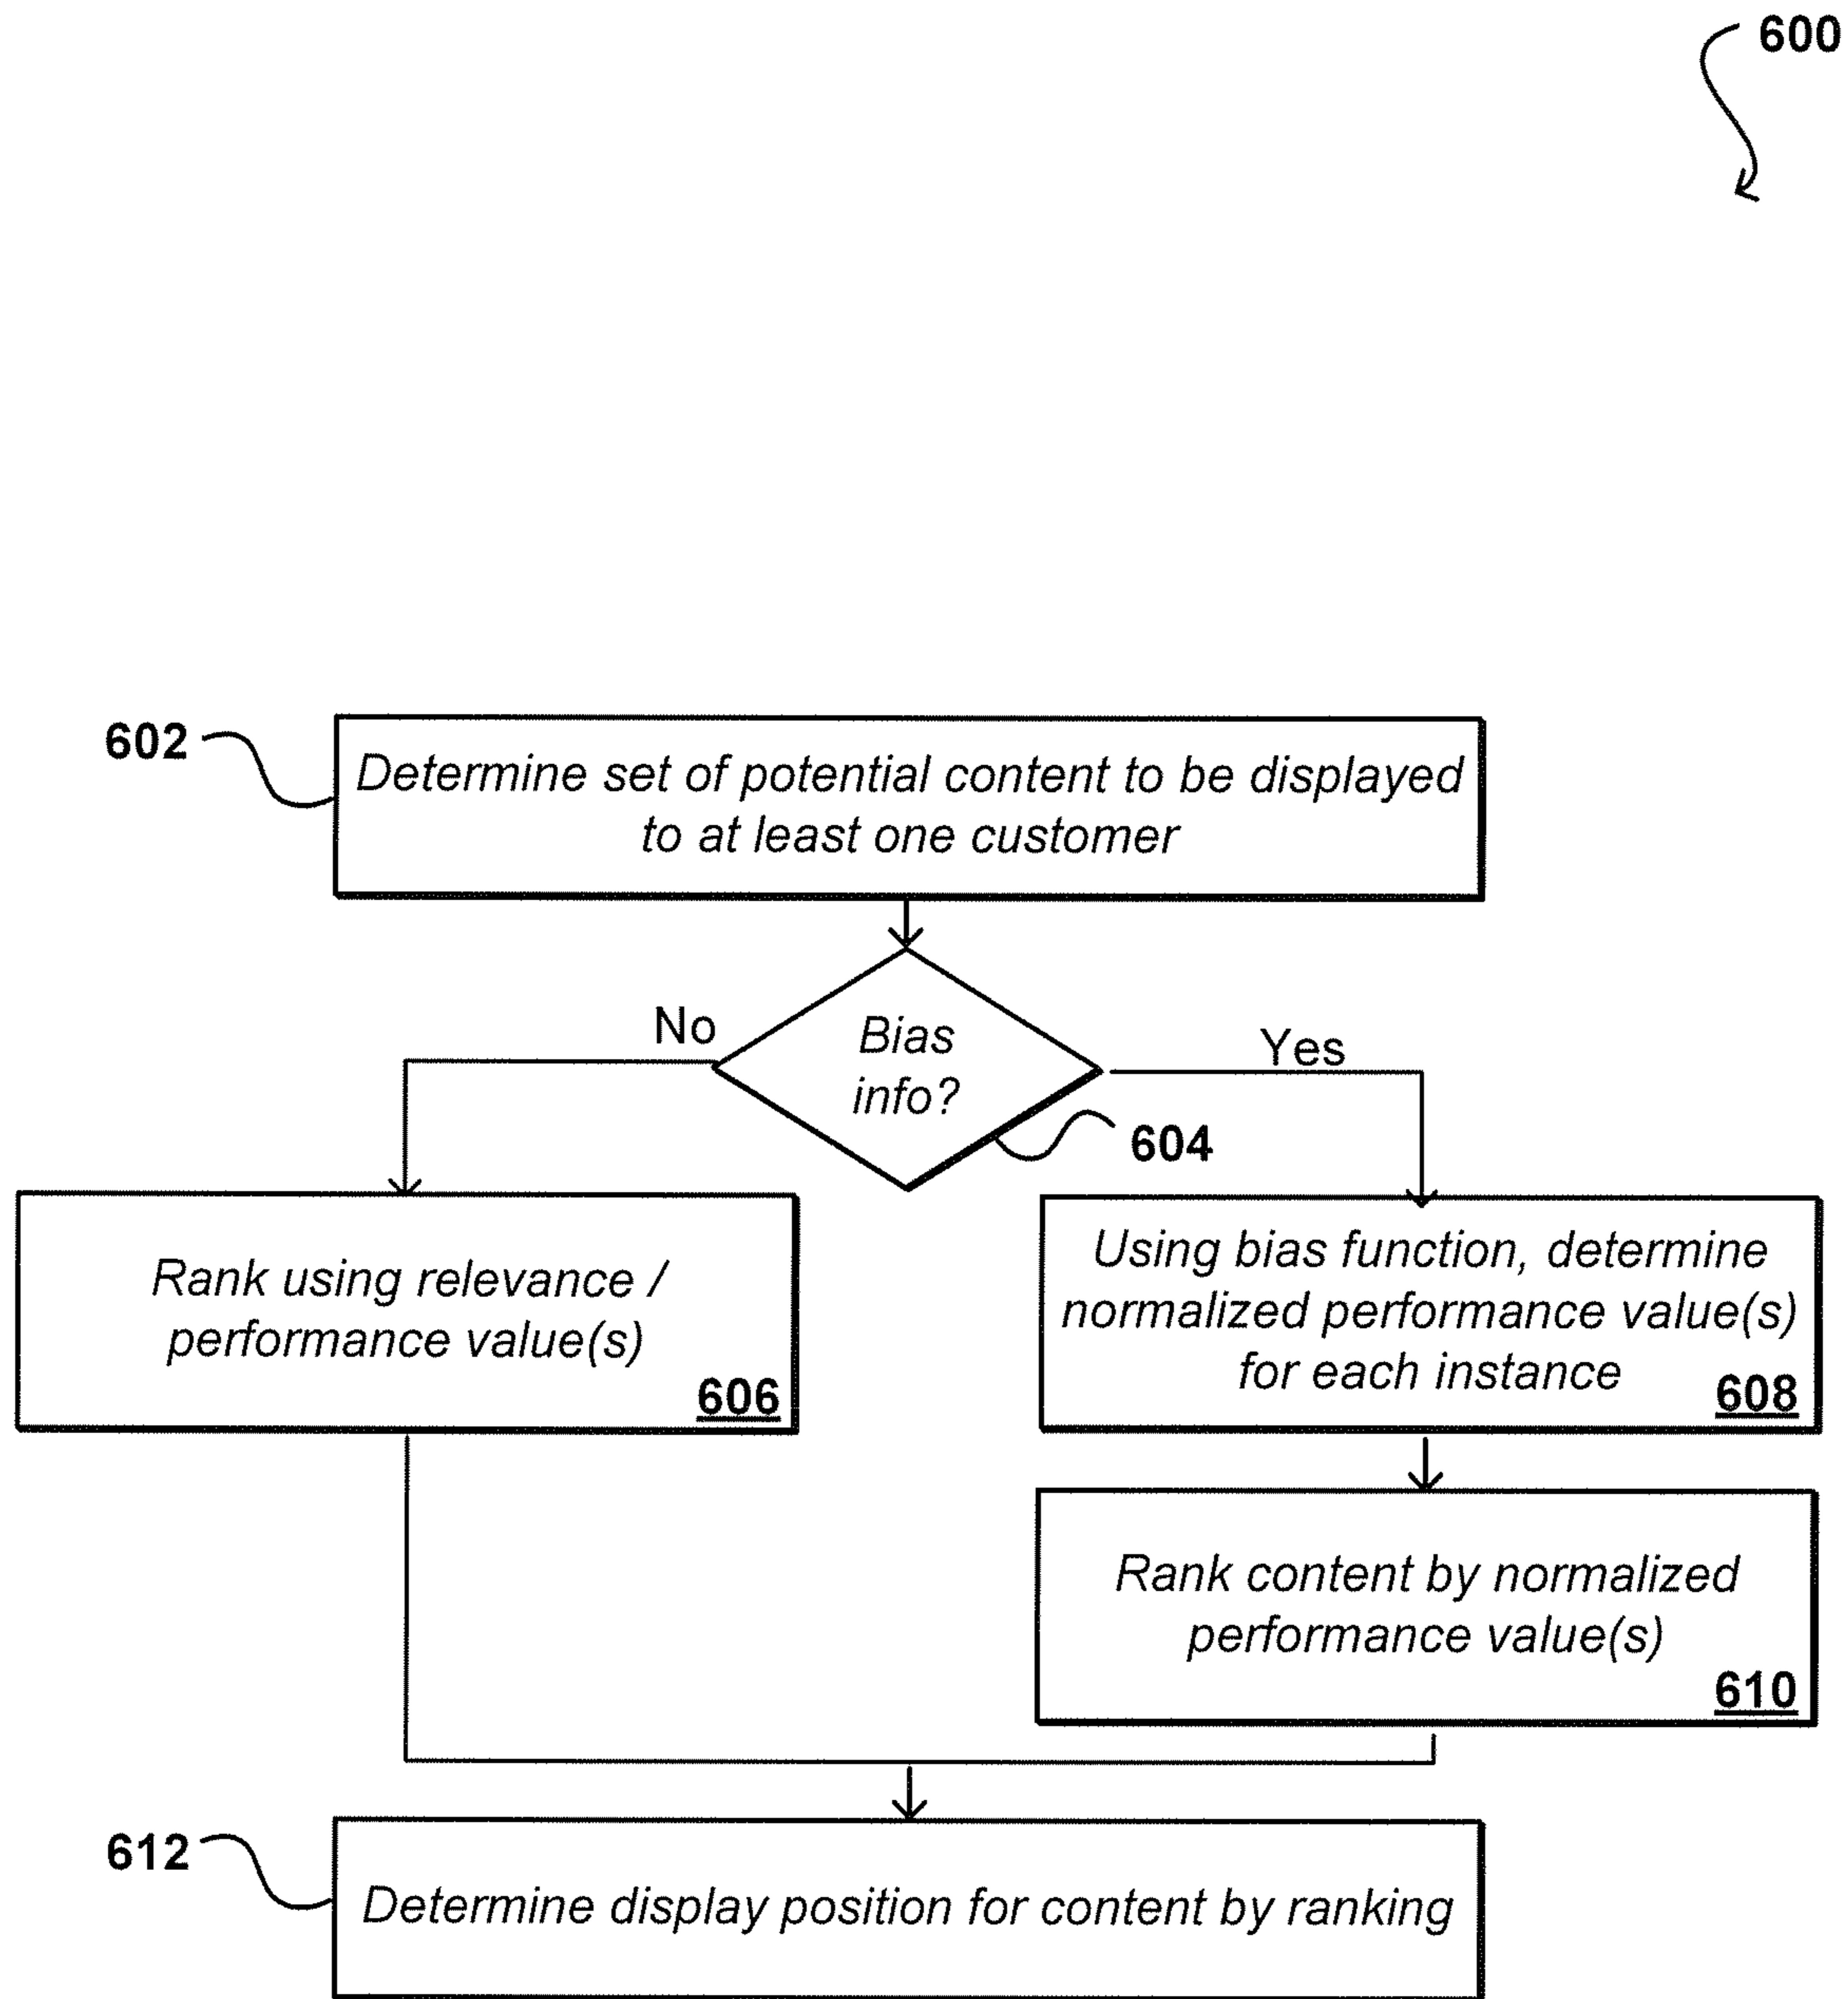 600
602
Determine set of potential content to be displayed
to at least one customer
No
Bias
info?
Yes
604
Rank using relevance /
performance value(s)
606
Using bias function, determine
normalized performance value(s)
for each instance
608
Rank content by normalized
performance value(s)
610
612
Determine display position for content by ranking